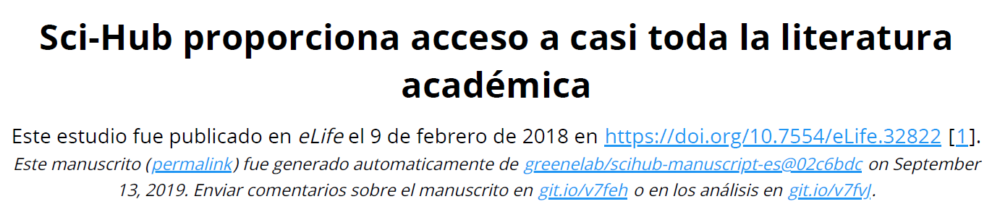 Sci-Hub proporciona acceso a casi toda la literatura
académica
Este estudio fue publicado en eLife el 9 de febrero de 2018 en https://doi.org/10.7554/eLife.32822 [1].
Este manuscrito (permalink) fue generado automaticamente de greenelab/scihub-manuscript-es@02c6bdc on September
13, 2019. Enviar comentarios sobre el manuscrito en git.io/v7feh o en los análisis en git.io/v7fvJ.